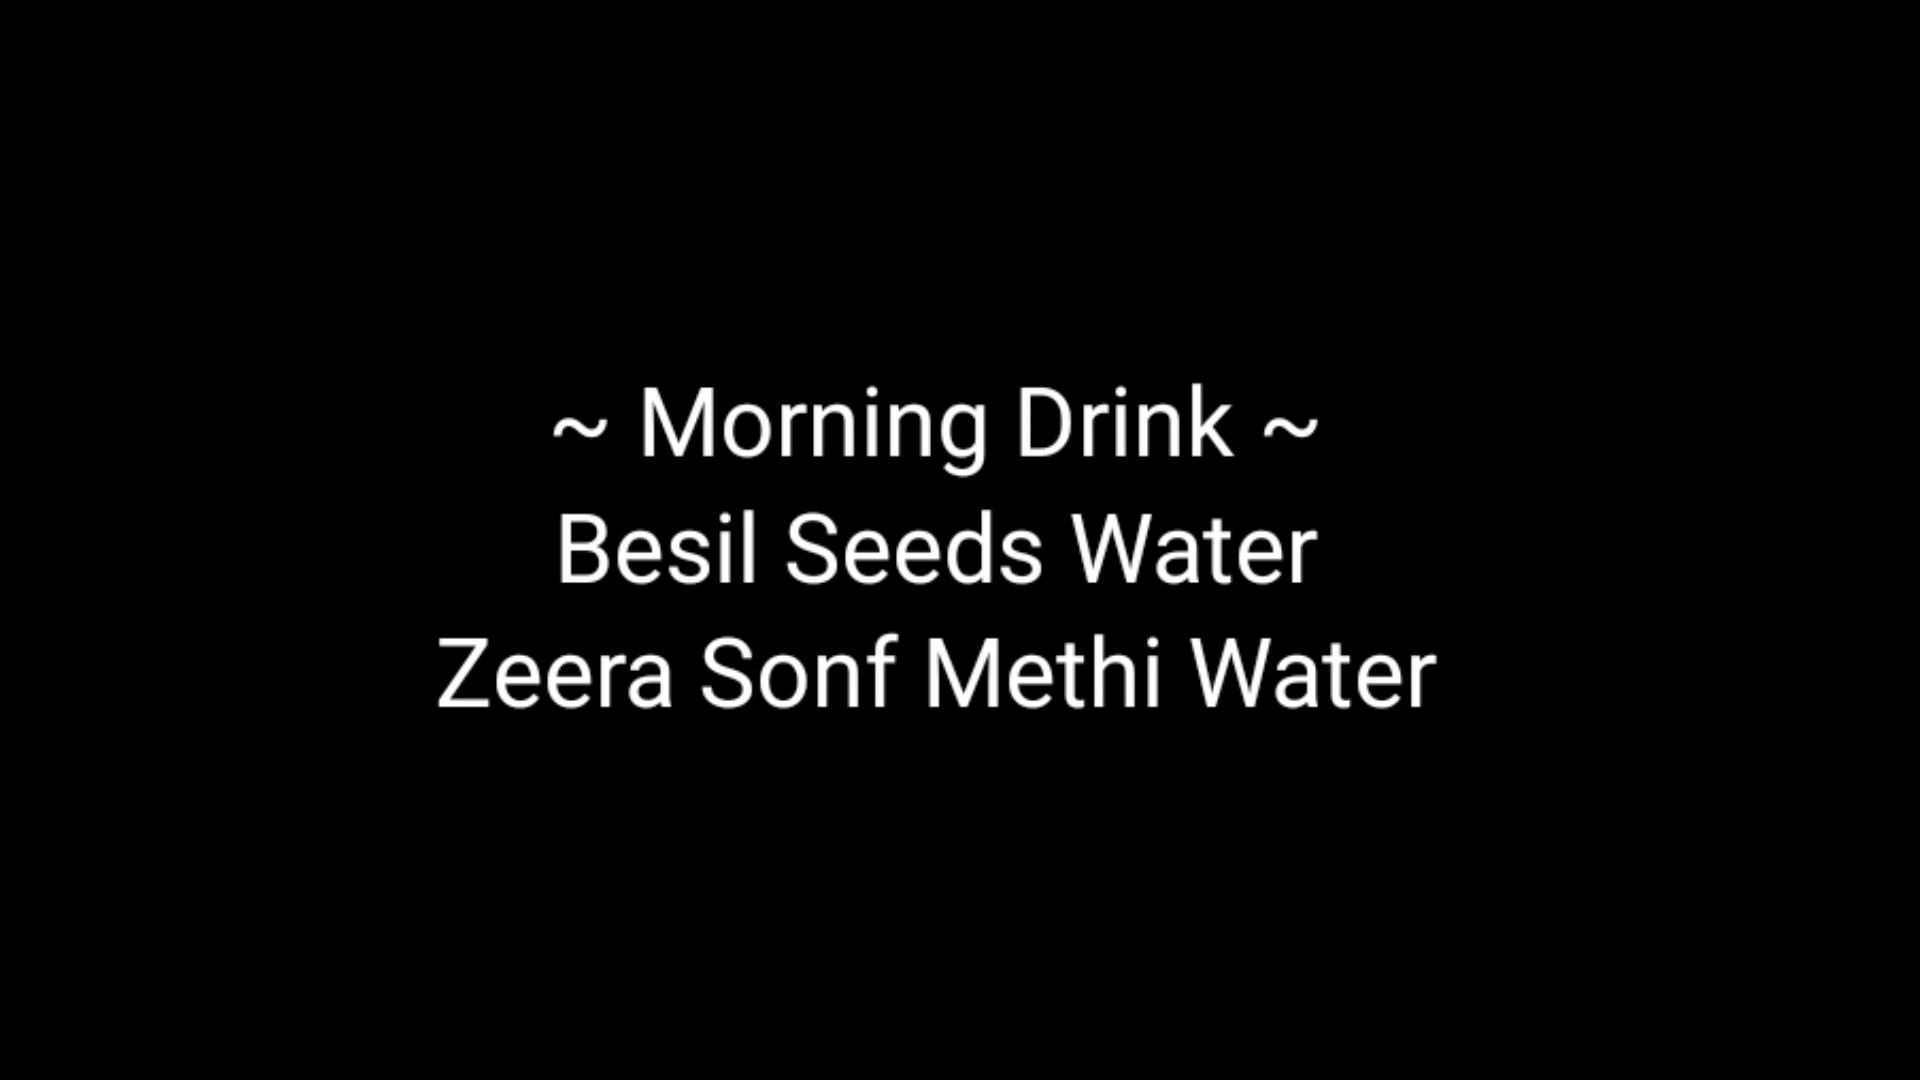 ~ Morning Drink ~
Besil Seeds Water
Zeera Sonf Methi Water